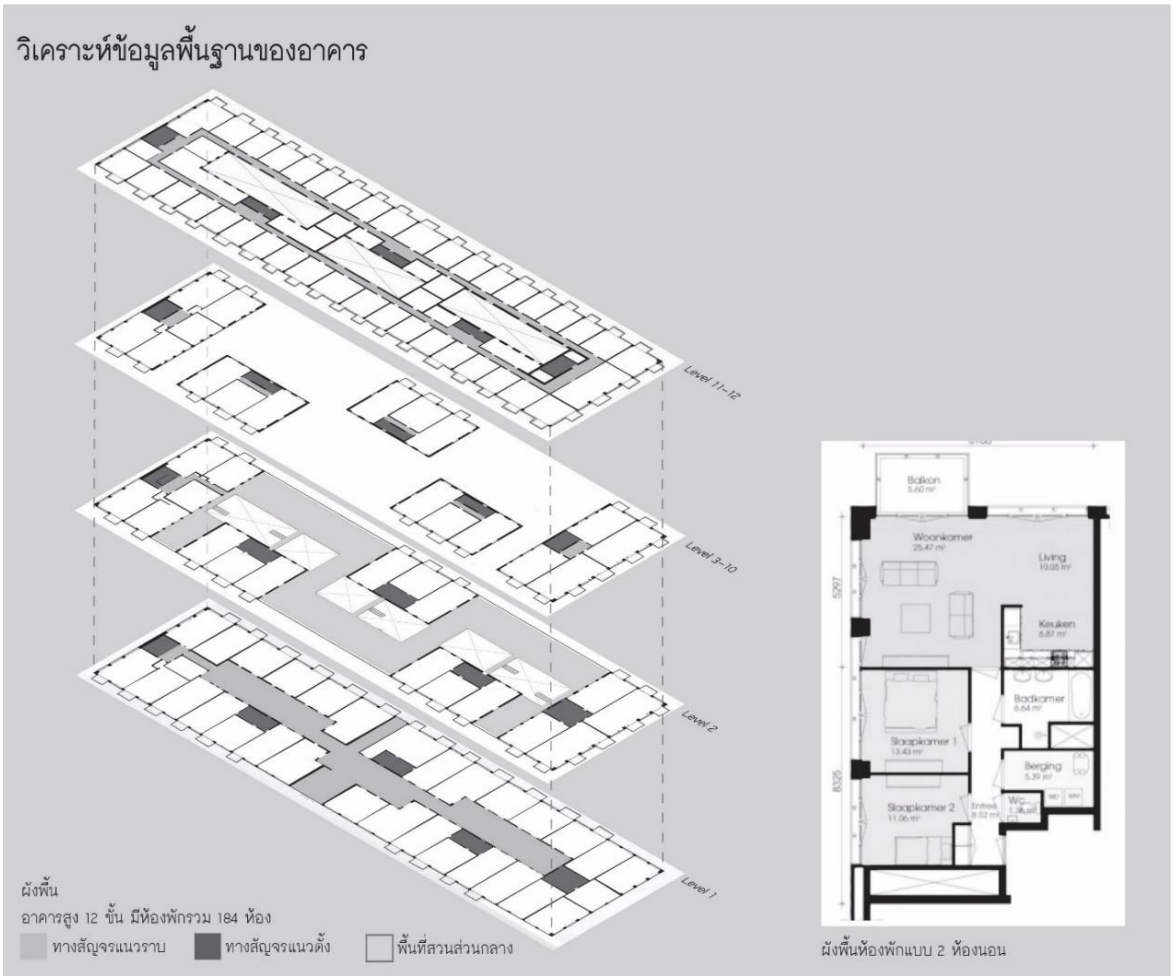 วิเคราะห์ข้อมูลพื้นฐานของอาคาร
Level 11-12
Level 3-10
Level 2
Level 1
ผังพื้น
อาคารสูง 12 ชั้น มีห้องพักรวม 184 ห้อง
ทางสัญจรแนวราบ
ทางสัญจรแนวตั้ง
พื้นที่สวนส่วนกลาง
Balkon
5.60 m²
Woonkamer
25.47 m²
Living
10.05 m²
5297
Keuken
6.87 m²
Badkamer
6.64 m²
Slaapkamer 1
13.43 m²
Berging
5.39 m²
8325
Slaapkamer 2
11.06 m²
Entree
8.52 m²
Wc
ผังพื้นห้องพักแบบ 2 ห้องนอน